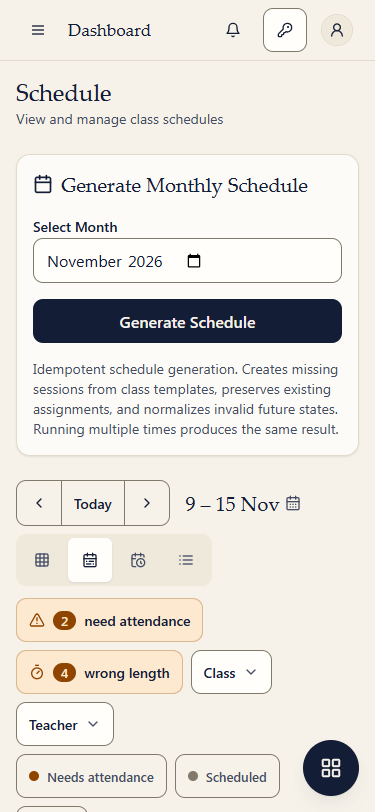 Dashboard
Schedule
View and manage class schedules
Generate Monthly Schedule
Select Month
November 2026
Generate Schedule
Idempotent schedule generation. Creates missing
sessions from class templates, preserves existing
assignments, and normalizes invalid future states.
Running multiple times produces the same result.
Today
9 – 15 Nov
2 need attendance
4 wrong length
Class
Teacher
Needs attendance
Scheduled